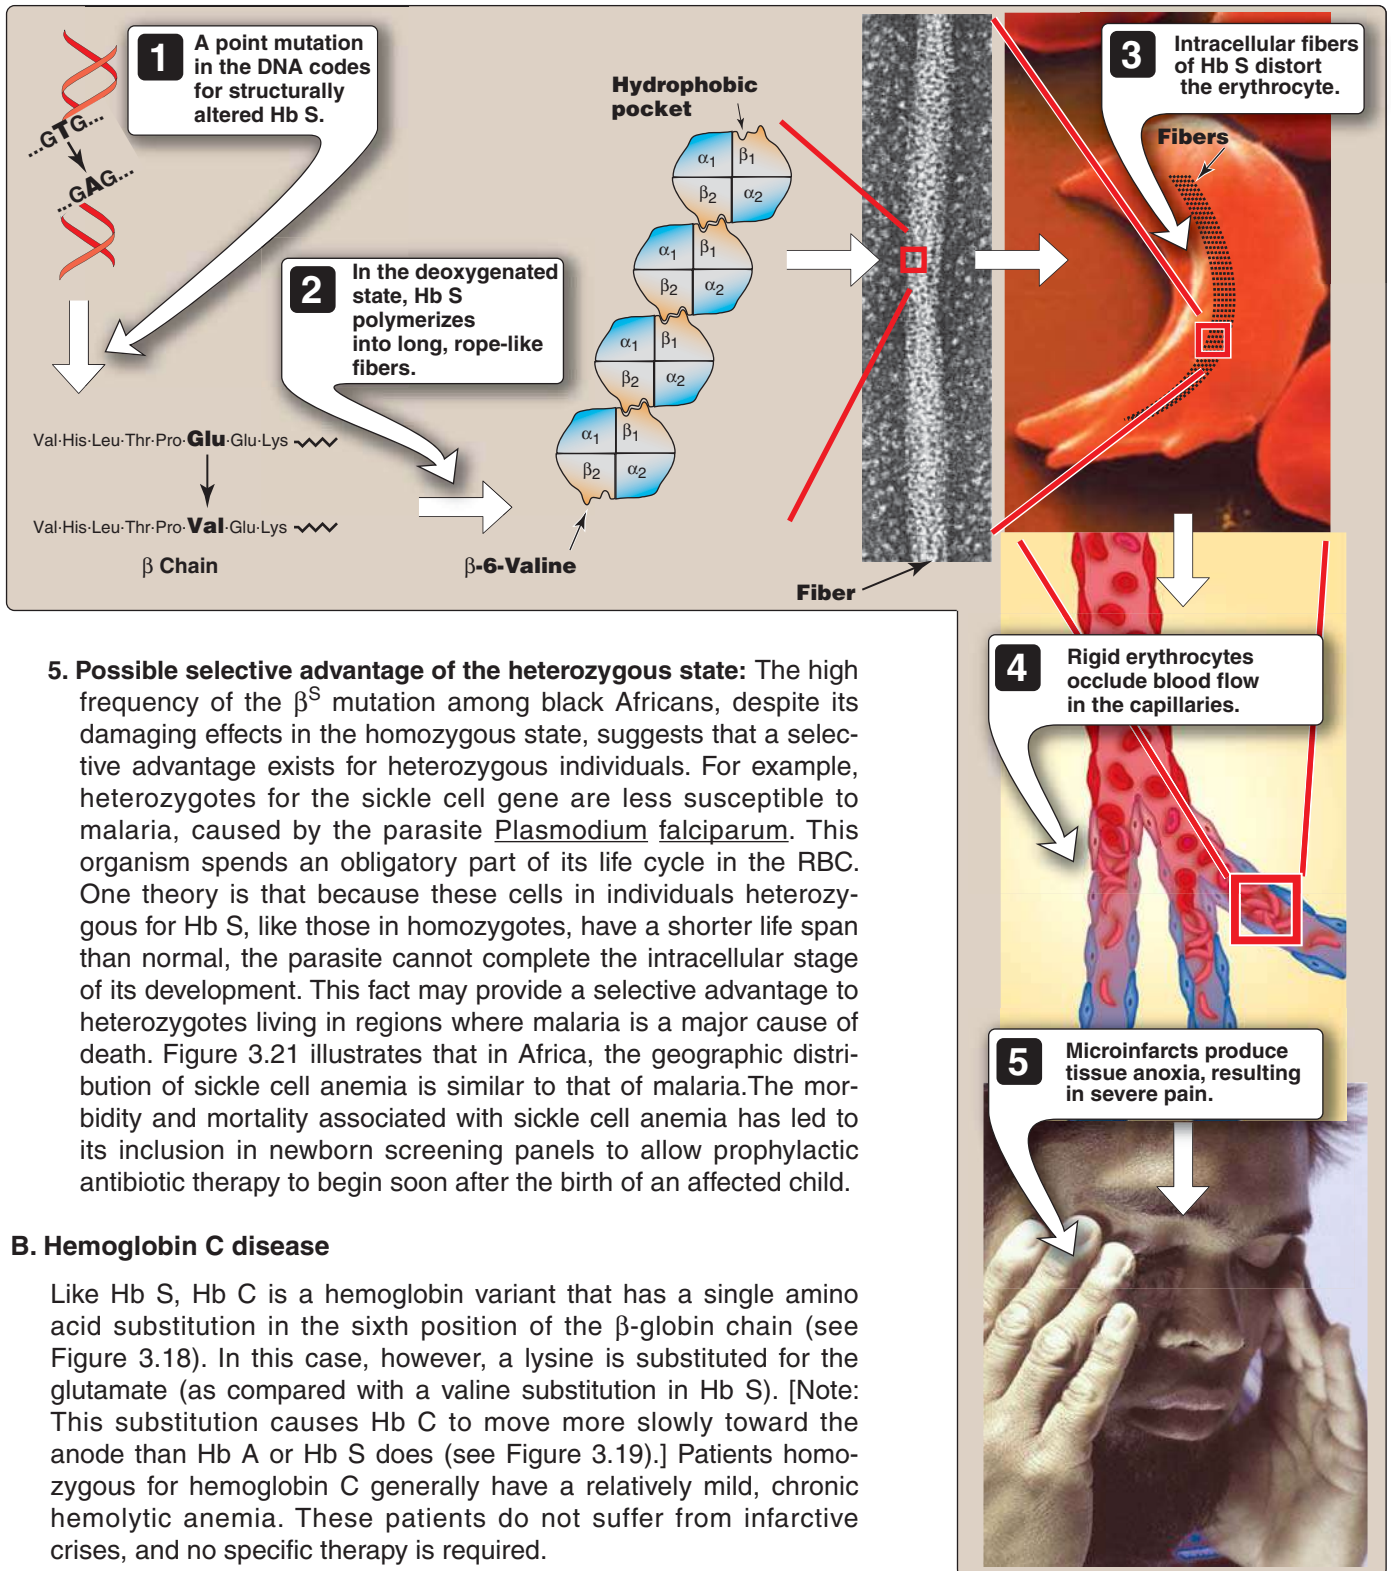 1
A point mutation
in the DNA codes
for structurally
altered Hb S.
...GTG...
...GAG...
Val·His·Leu·Thr·Pro·Glu·Glu·Lys
Val·His·Leu·Thr·Pro·Val·Glu·Lys
β Chain
2
In the deoxygenated
state, Hb S
polymerizes
into long, rope-like
fibers.
Hydrophobic
pocket
α1 β1
β2 α2
α1 β1
β2 α2
α1 β1
β2 α2
α1 β1
β2 α2
β-6-Valine
Fiber
3
Intracellular fibers
of Hb S distort
the erythrocyte.
Fibers
4
Rigid erythrocytes
occlude blood flow
in the capillaries.
5
Microinfarcts produce
tissue anoxia, resulting
in severe pain.
5. Possible selective advantage of the heterozygous state: The high
frequency of the βS mutation among black Africans, despite its
damaging effects in the homozygous state, suggests that a selec-
tive advantage exists for heterozygous individuals. For example,
heterozygotes for the sickle cell gene are less susceptible to
malaria, caused by the parasite Plasmodium falciparum. This
organism spends an obligatory part of its life cycle in the RBC.
One theory is that because these cells in individuals heterozy-
gous for Hb S, like those in homozygotes, have a shorter life span
than normal, the parasite cannot complete the intracellular stage
of its development. This fact may provide a selective advantage to
heterozygotes living in regions where malaria is a major cause of
death. Figure 3.21 illustrates that in Africa, the geographic distri-
bution of sickle cell anemia is similar to that of malaria.The mor-
bidity and mortality associated with sickle cell anemia has led to
its inclusion in newborn screening panels to allow prophylactic
antibiotic therapy to begin soon after the birth of an affected child.
B. Hemoglobin C disease
Like Hb S, Hb C is a hemoglobin variant that has a single amino
acid substitution in the sixth position of the β-globin chain (see
Figure 3.18). In this case, however, a lysine is substituted for the
glutamate (as compared with a valine substitution in Hb S). [Note:
This substitution causes Hb C to move more slowly toward the
anode than Hb A or Hb S does (see Figure 3.19).] Patients homo-
zygous for hemoglobin C generally have a relatively mild, chronic
hemolytic anemia. These patients do not suffer from infarctive
crises, and no specific therapy is required.